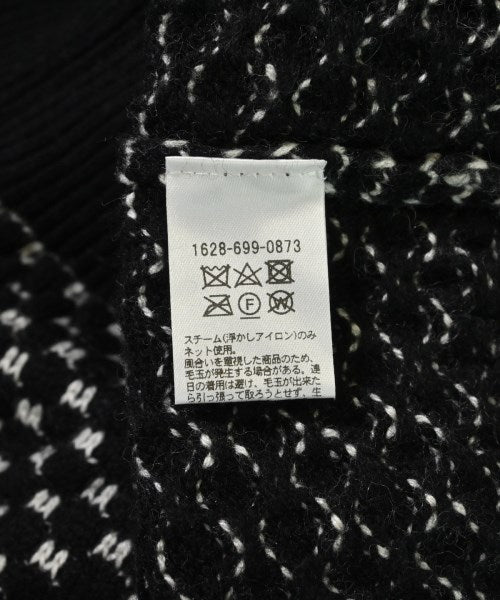 1628-699-0873
F W
スチーム(浮かしアイロン)のみ
ネット使用。
風合いを重視した商品のため、
毛玉が発生する場合がある。連
日の着用は避け、毛玉が出来た
ら引っ張って取ろうとせず、生